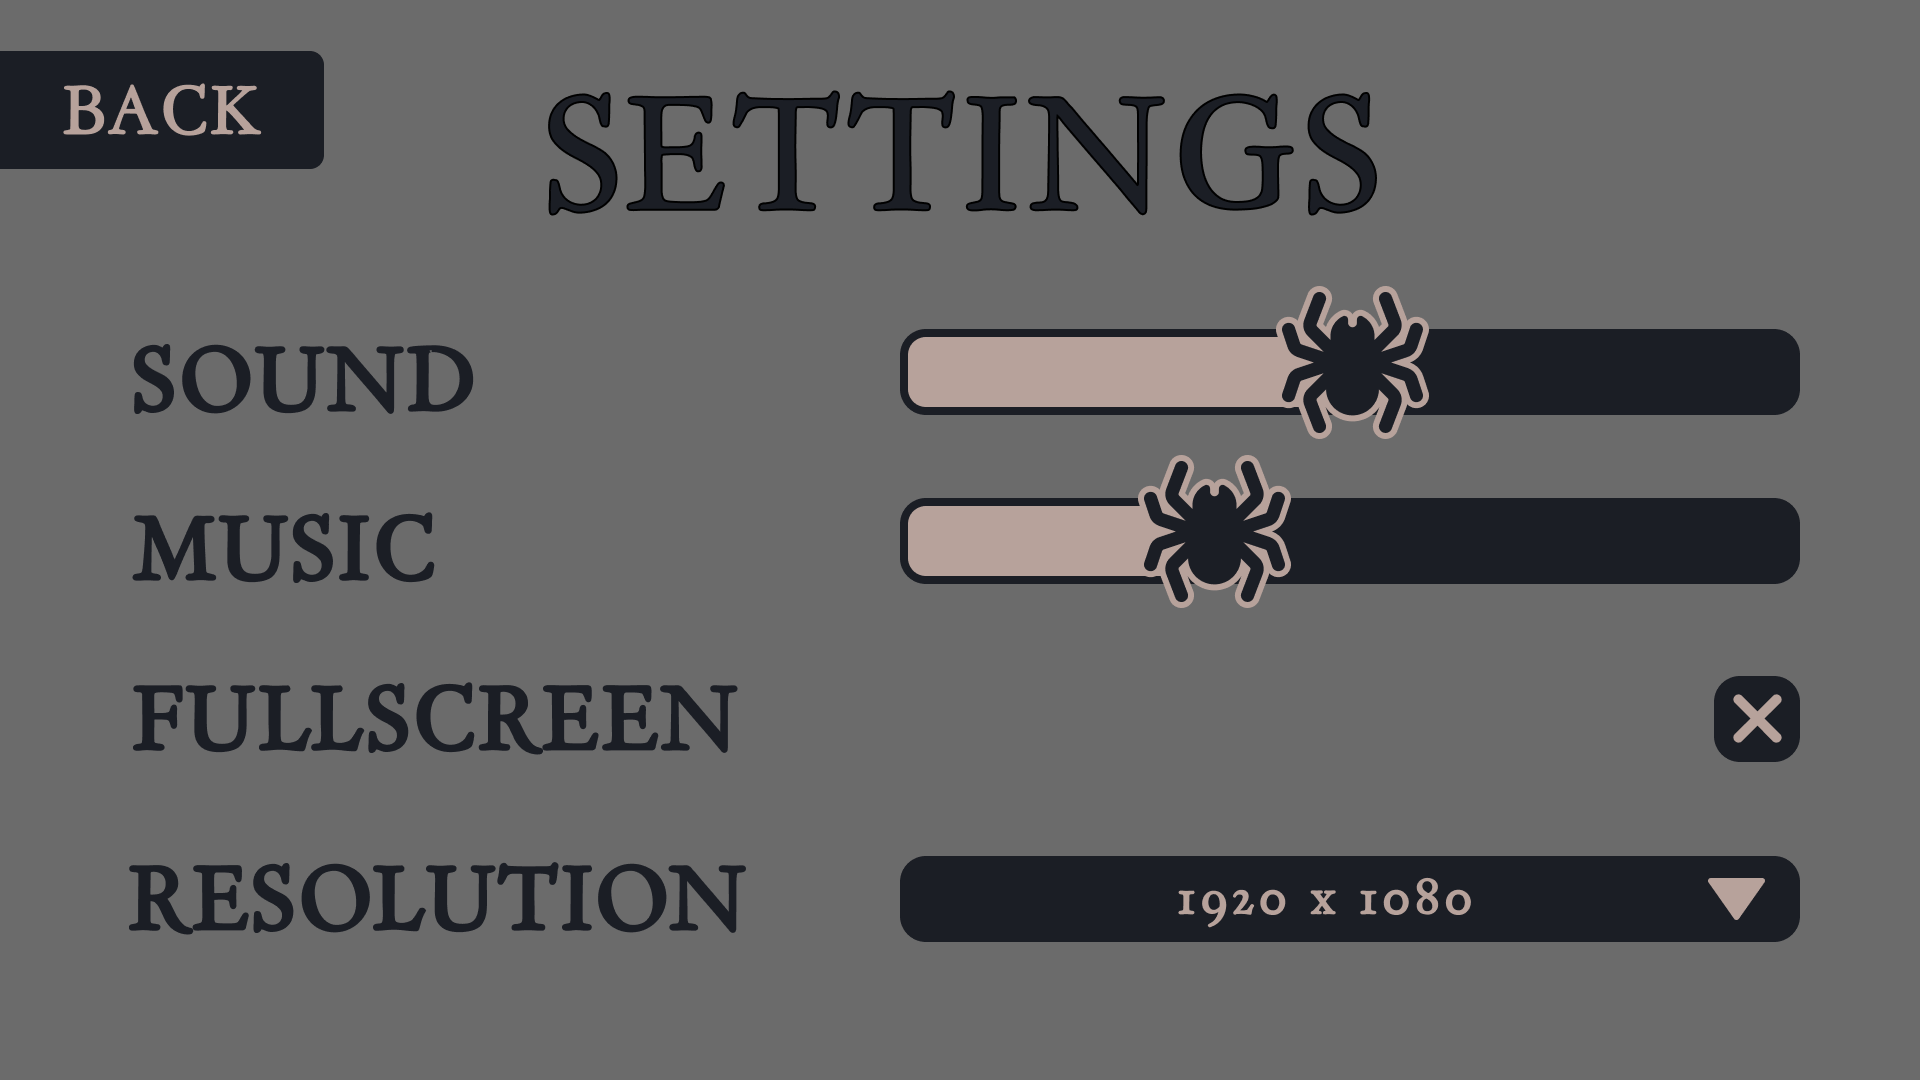 BACK
SETTINGS
SOUND
MUSIC
FULLSCREEN
RESOLUTION
1920 x 1080